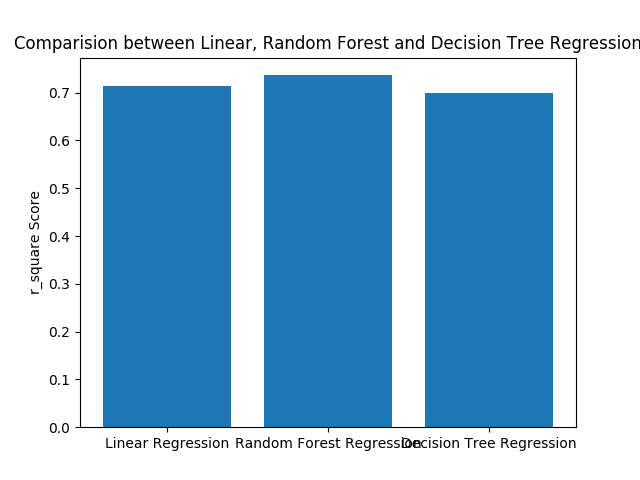 Comparision between Linear, Random Forest and Decision Tree Regression
r_square Score
0.7
0.6
0.5
0.4
0.3
0.2
0.1
0.0
Linear Regression
Random Forest Regression
Decision Tree Regression